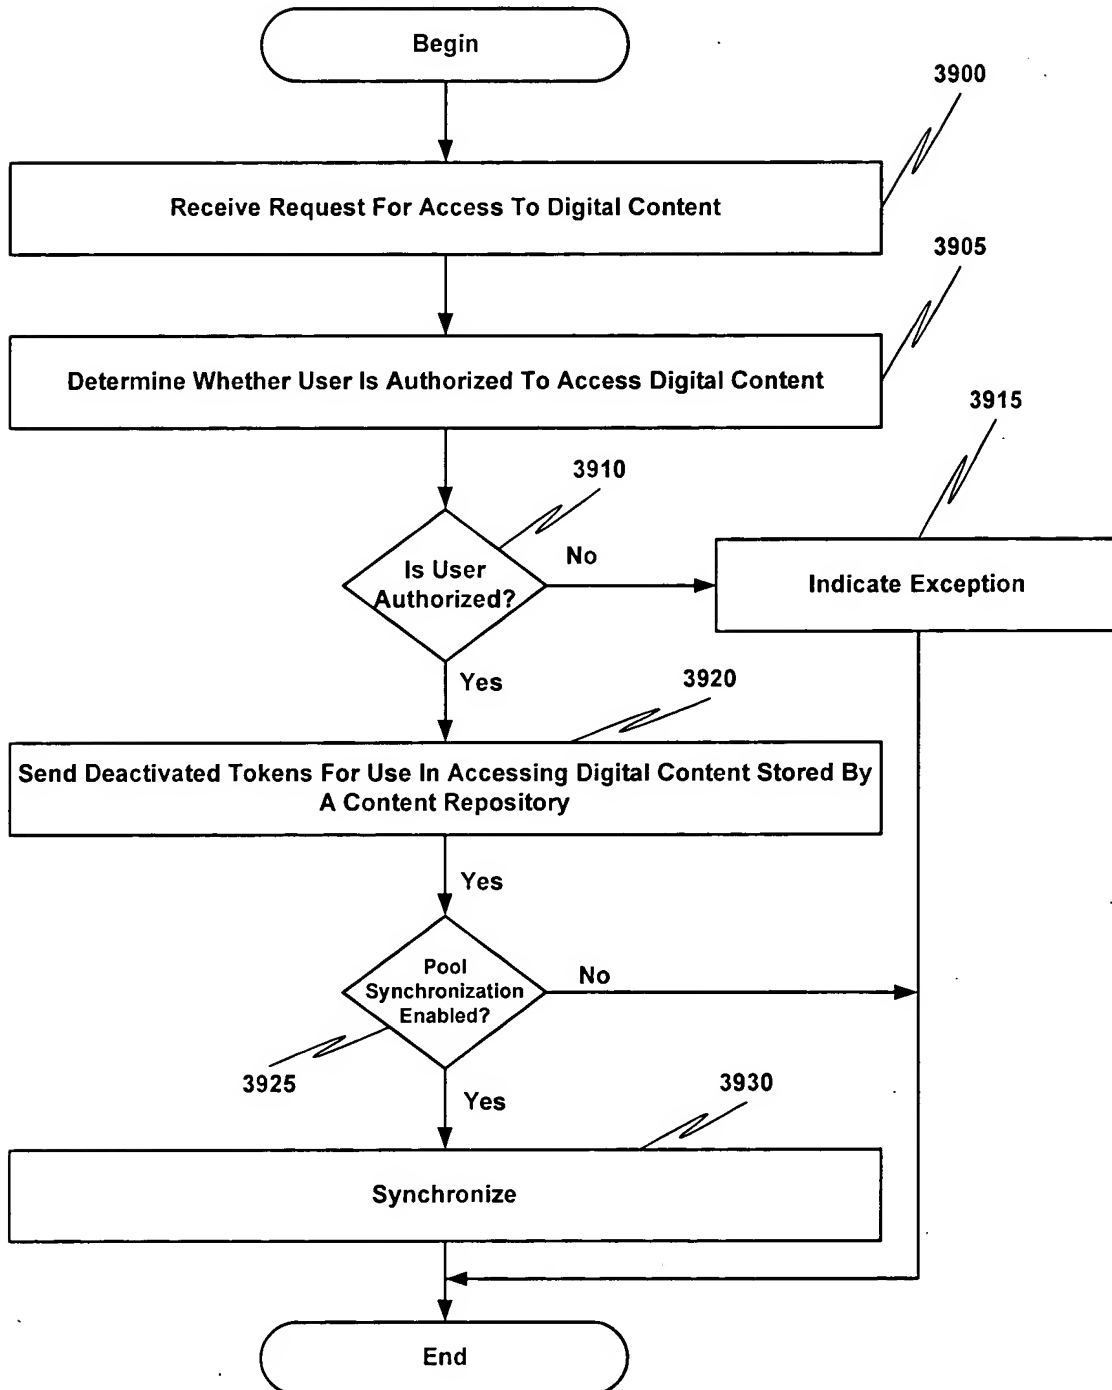 Begin
3900
Receive Request For Access To Digital Content
3905
Determine Whether User Is Authorized To Access Digital Content
3915
3910
Is User
Authorized?
No
Indicate Exception
Yes
3920
Send Deactivated Tokens For Use In Accessing Digital Content Stored By
A Content Repository
Yes
Pool
Synchronization
Enabled?
No
3925
3930
Yes
Synchronize
End